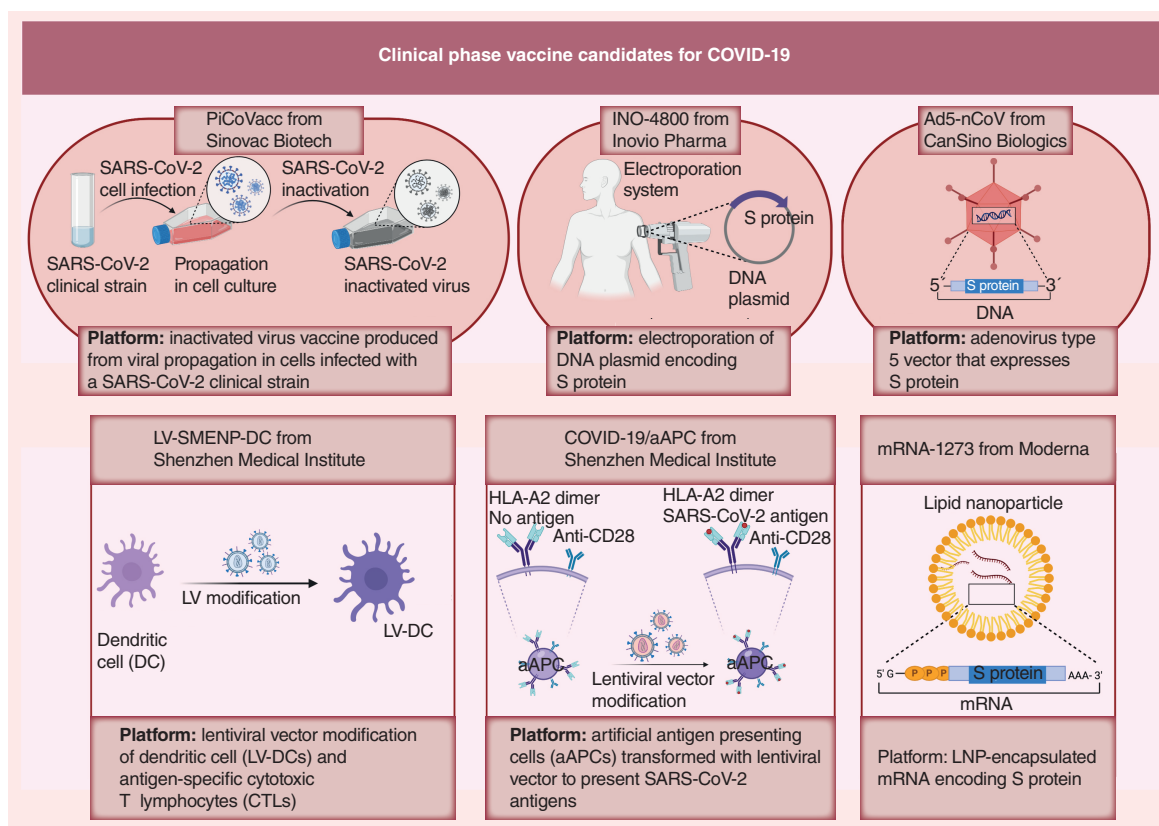 Clinical phase vaccine candidates for COVID-19
PiCoVacc from
Sinovac Biotech
SARS-CoV-2
cell infection
SARS-CoV-2
inactivation
SARS-CoV-2
clinical strain
Propagation
in cell culture
SARS-CoV-2
inactivated virus
Platform: inactivated virus vaccine produced
from viral propagation in cells infected with
a SARS-CoV-2 clinical strain
INO-4800 from
Inovio Pharma
Electroporation
system
S protein
DNA
plasmid
Platform: electroporation of
DNA plasmid encoding
S protein
Ad5-nCoV from
CanSino Biologics
5´ S protein 3´
DNA
Platform: adenovirus type
5 vector that expresses
S protein
LV-SMENP-DC from
Shenzhen Medical Institute
LV modification
Dendritic
cell (DC)
LV-DC
Platform: lentiviral vector modification
of dendritic cell (LV-DCs) and
antigen-specific cytotoxic
T lymphocytes (CTLs)
COVID-19/aAPC from
Shenzhen Medical Institute
HLA-A2 dimer
No antigen
Anti-CD28
HLA-A2 dimer
SARS-CoV-2 antigen
Anti-CD28
aAPC
aAPC
Lentiviral vector
modification
Platform: artificial antigen presenting
cells (aAPCs) transformed with lentiviral
vector to present SARS-CoV-2
antigens
mRNA-1273 from Moderna
Lipid nanoparticle
5' G P P P S protein AAA- 3'
mRNA
Platform: LNP-encapsulated
mRNA encoding S protein